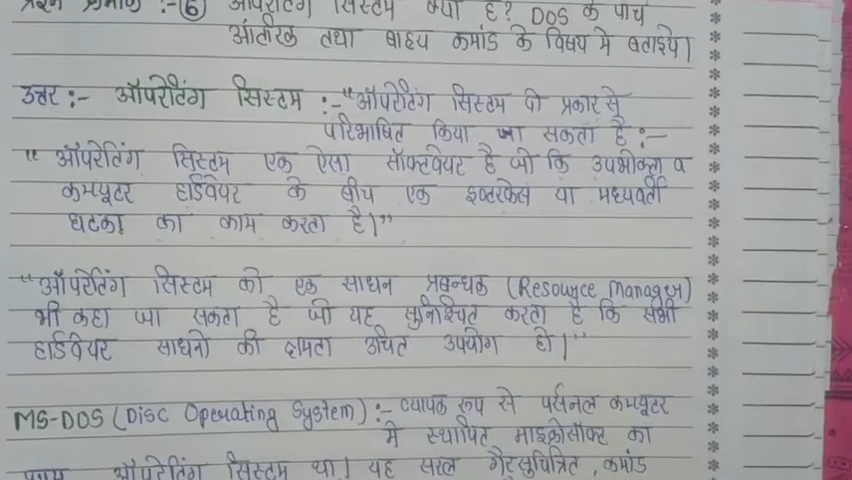 प्रश्न क्रमांक :-(6) ऑपरेटिंग सिस्टम क्या है? DOS के पांच
आंतरिक तथा बाह्य कमांड के विषय मे बताइये।
उत्तर :- ऑपरेटिंग सिस्टम :- "ऑपरेटिंग सिस्टम दो प्रकार से
परिभाषित किया जा सकता है :-
" ऑपरेटिंग सिस्टम एक ऐसा सॉफ्टवेयर है जो कि उपभोक्ता व
कम्प्यूटर हार्डवेयर के बीच एक इन्टरफेस या मध्यवर्ती
घटका का काम करता है।"
"ऑपरेटिंग सिस्टम को एक साधन प्रबन्धक (Resource Manager)
भी कहा जा सकता है जो यह सुनिश्चित करता है कि सभी
हार्डवेयर साधनो की क्षमता उचित उपयोग हो।"
MS-DOS (Disc Operating System) :- व्यापक रूप से पर्सनल कम्प्यूटर
मे स्थापित माइक्रोसॉफ्ट का
प्रथम ऑपरेटिंग सिस्टम था। यह सरल गैरसुचित्रित, कमांड